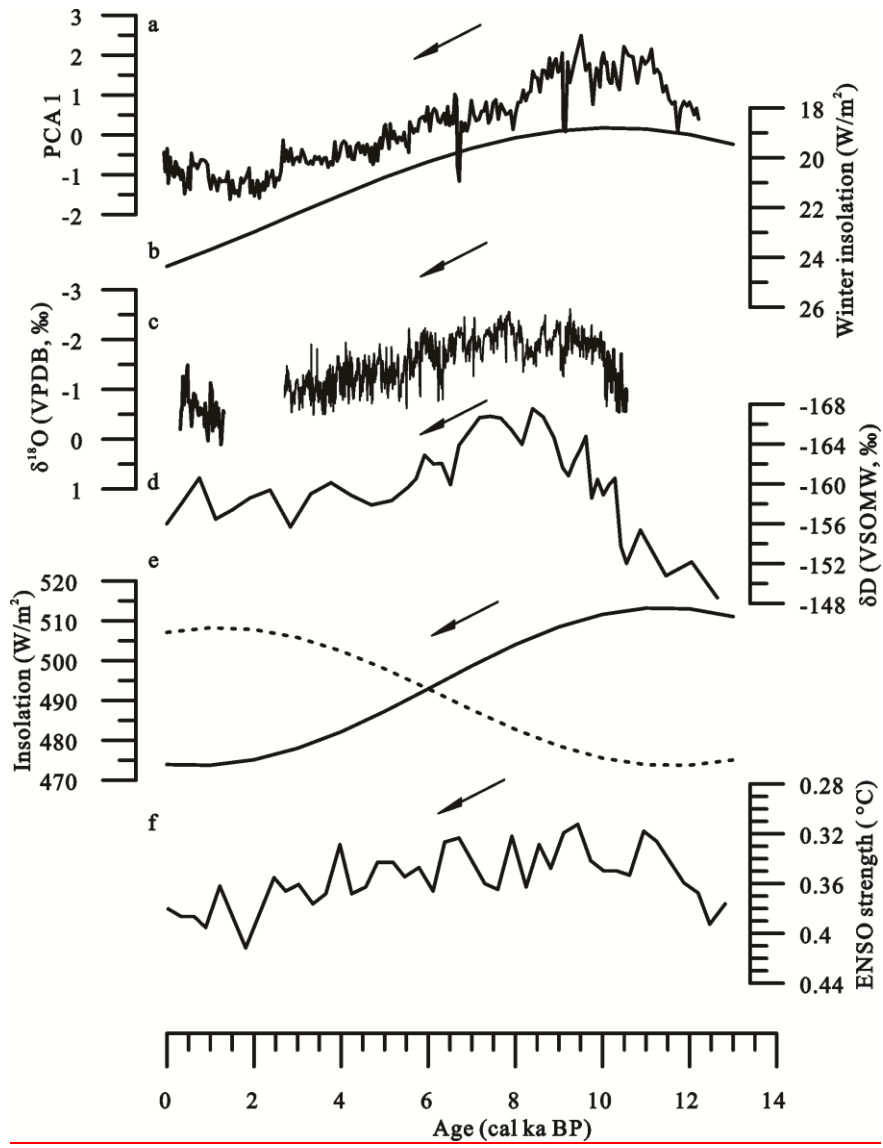 a
3
2
1
0
-1
-2
PCA 1
18
20
22
24
26
Winter insolation (W/m²)
b
c
-3
-2
-1
0
1
δ¹⁸O (VPDB, ‰)
-168
-164
-160
-156
-152
-148
δD (VSOMW, ‰)
d
e
520
510
500
490
480
470
Insolation (W/m²)
f
0.28
0.32
0.36
0.4
0.44
ENSO strength ( °C)
0 2 4 6 8 10 12 14
Age (cal ka BP)